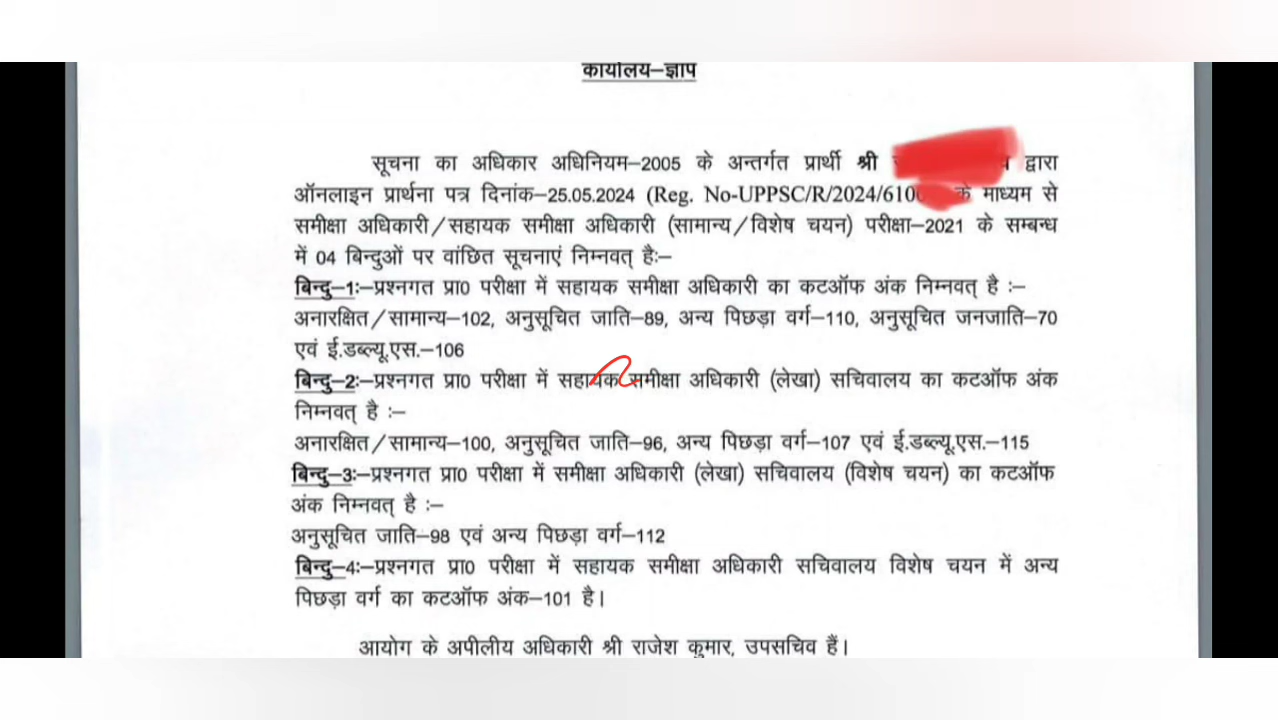 कार्यालय–ज्ञाप
सूचना का अधिकार अधिनियम–2005 के अन्तर्गत प्रार्थी श्री द्वारा
ऑनलाइन प्रार्थना पत्र दिनांक–25.05.2024 (Reg. No-UPPSC/R/2024/610 के माध्यम से
समीक्षा अधिकारी/सहायक समीक्षा अधिकारी (सामान्य/विशेष चयन) परीक्षा–2021 के सम्बन्ध
में 04 बिन्दुओं पर वांछित सूचनाएं निम्नवत् हैः–
बिन्दु–1ः–प्रश्नगत प्रा0 परीक्षा में सहायक समीक्षा अधिकारी का कटऑफ अंक निम्नवत् है :–
अनारक्षित/सामान्य–102, अनुसूचित जाति–89, अन्य पिछड़ा वर्ग–110, अनुसूचित जनजाति–70
एवं ई.डब्ल्यू.एस.–106
बिन्दु–2ः–प्रश्नगत प्रा0 परीक्षा में सहायक समीक्षा अधिकारी (लेखा) सचिवालय का कटऑफ अंक
निम्नवत् है :–
अनारक्षित/सामान्य–100, अनुसूचित जाति–96, अन्य पिछड़ा वर्ग–107 एवं ई.डब्ल्यू.एस.–115
बिन्दु–3ः–प्रश्नगत प्रा0 परीक्षा में समीक्षा अधिकारी (लेखा) सचिवालय (विशेष चयन) का कटऑफ
अंक निम्नवत् है :–
अनुसूचित जाति–98 एवं अन्य पिछड़ा वर्ग–112
बिन्दु–4ः–प्रश्नगत प्रा0 परीक्षा में सहायक समीक्षा अधिकारी सचिवालय विशेष चयन में अन्य
पिछड़ा वर्ग का कटऑफ अंक–101 है।
आयोग के अपीलीय अधिकारी श्री राजेश कुमार, उपसचिव हैं।